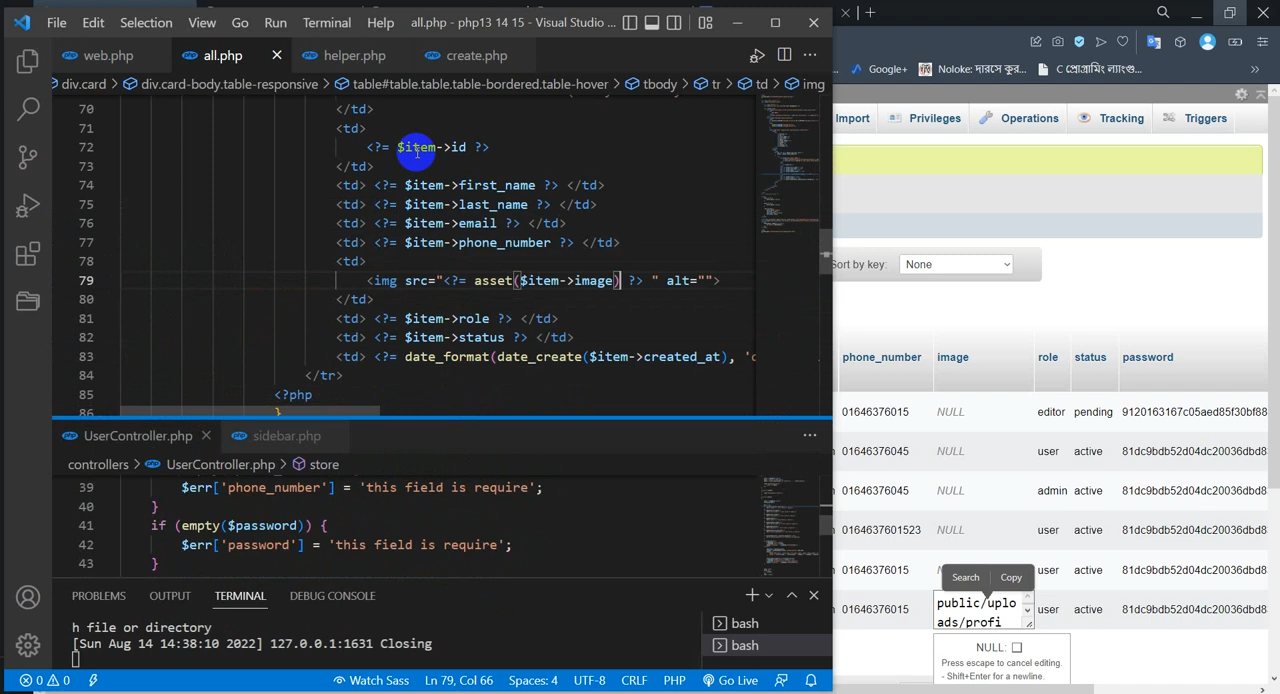 File Edit Selection View Go Run Terminal Help all.php - php13 14 15 - Visual Studio ...
web.php all.php helper.php create.php
div.card > div.card-body.table-responsive > table#table.table.table-bordered.table-hover > tbody > tr > td > img
70 </td>
71 <td>
72 <?= $item->id ?>
73 </td>
74 <td> <?= $item->first_name ?> </td>
75 <td> <?= $item->last_name ?> </td>
76 <td> <?= $item->email ?> </td>
77 <td> <?= $item->phone_number ?> </td>
78 <td>
79 <img src="<?= asset($item->image) ?> " alt="">
80 </td>
81 <td> <?= $item->role ?> </td>
82 <td> <?= $item->status ?> </td>
83 <td> <?= date_format(date_create($item->created_at), '
84 </tr>
85 <?php
86 }
UserController.php sidebar.php
controllers > UserController.php > store
39 $err['phone_number'] = 'this field is require';
40 }
41 if (empty($password)) {
42 $err['password'] = 'this field is require';
43 }
PROBLEMS OUTPUT TERMINAL DEBUG CONSOLE
h file or directory
[Sun Aug 14 14:38:10 2022] 127.0.0.1:1631 Closing
bash
bash
0 0 Watch Sass Ln 79, Col 66 Spaces: 4 UTF-8 CRLF PHP Go Live
Google+ Noloke: দারসে কুর... C প্রোগ্রামিং ল্যাংগু...
Import Privileges Operations Tracking Triggers
Sort by key: None
phone_number image role status password
01646376015 NULL editor pending 9120163167c05aed85f30bf88
01646376045 NULL user active 81dc9bdb52d04dc20036dbd8
01646376045 NULL admin active 81dc9bdb52d04dc20036dbd8
0164637601523 NULL user active 81dc9bdb52d04dc20036dbd8
01646376015 user active 81dc9bdb52d04dc20036dbd8
Search Copy
01646376015 public/uplo user active 81dc9bdb52d04dc20036dbd8
ads/profi
NULL:
Press escape to cancel editing.
- Shift+Enter for a newline.